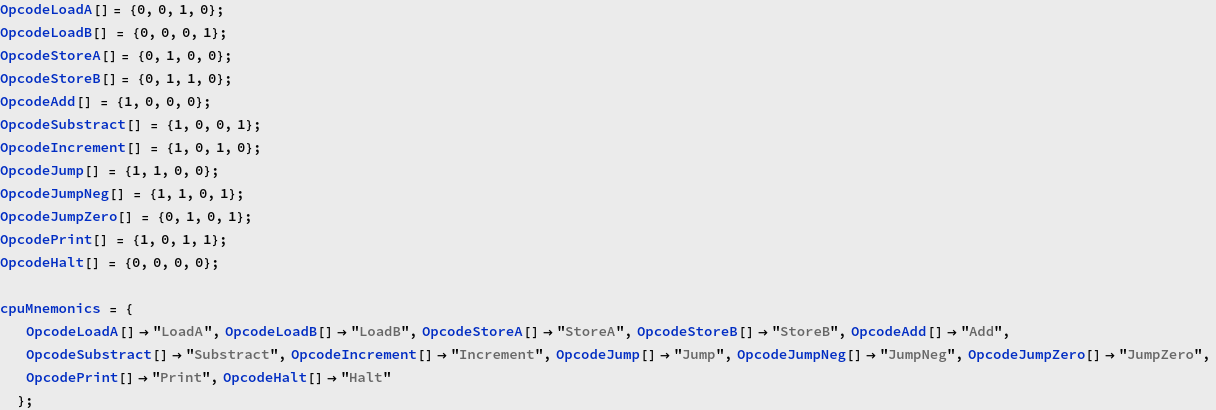 OpcodeLoadA[] = {0, 0, 1, 0};
OpcodeLoadB[] = {0, 0, 0, 1};
OpcodeStoreA[] = {0, 1, 0, 0};
OpcodeStoreB[] = {0, 1, 1, 0};
OpcodeAdd[] = {1, 0, 0, 0};
OpcodeSubstract[] = {1, 0, 0, 1};
OpcodeIncrement[] = {1, 0, 1, 0};
OpcodeJump[] = {1, 1, 0, 0};
OpcodeJumpNeg[] = {1, 1, 0, 1};
OpcodeJumpZero[] = {0, 1, 0, 1};
OpcodePrint[] = {1, 0, 1, 1};
OpcodeHalt[] = {0, 0, 0, 0};
cpuMnemonics = {
OpcodeLoadA[] → "LoadA", OpcodeLoadB[] → "LoadB", OpcodeStoreA[] → "StoreA", OpcodeStoreB[] → "StoreB", OpcodeAdd[] → "Add",
OpcodeSubstract[] → "Substract", OpcodeIncrement[] → "Increment", OpcodeJump[] → "Jump", OpcodeJumpNeg[] → "JumpNeg", OpcodeJumpZero[] → "JumpZero",
OpcodePrint[] → "Print", OpcodeHalt[] → "Halt"
};